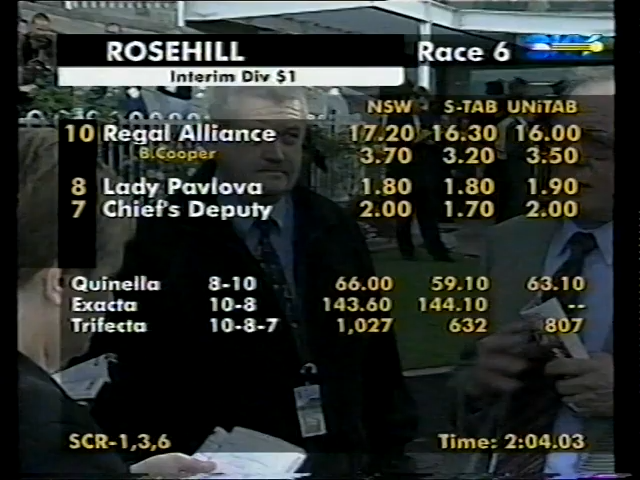 ROSEHILL Race 6 SKY
Interim Div $1
NSW - S-TAB UNiTAB
10 Regal Alliance 17.20 16.30 16.00
B.Cooper 3.70 3.20 3.50
8 Lady Pavlova 1.80 1.80 1.90
7 Chief's Deputy 2.00 1.70 2.00
Quinella 8-10 66.00 59.10 63.10
Exacta 10-8 143.60 144.10 --
Trifecta 10-8-7 1,027 632 807
SCR-1,3,6 Time: 2:04.03